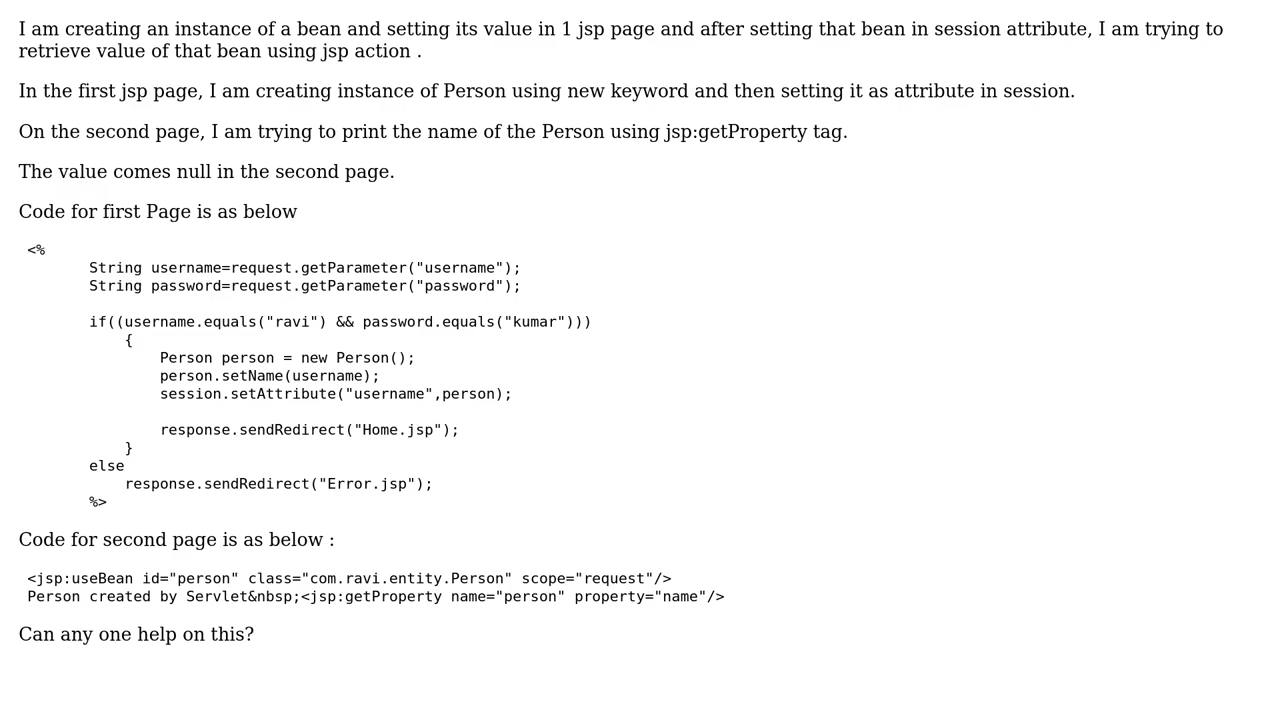 I am creating an instance of a bean and setting its value in 1 jsp page and after setting that bean in session attribute, I am trying to
retrieve value of that bean using jsp action .
In the first jsp page, I am creating instance of Person using new keyword and then setting it as attribute in session.
On the second page, I am trying to print the name of the Person using jsp:getProperty tag.
The value comes null in the second page.
Code for first Page is as below
<%
String username=request.getParameter("username");
String password=request.getParameter("password");
if((username.equals("ravi") && password.equals("kumar")))
{
Person person = new Person();
person.setName(username);
session.setAttribute("username",person);
response.sendRedirect("Home.jsp");
}
else
response.sendRedirect("Error.jsp");
%>
Code for second page is as below :
<jsp:useBean id="person" class="com.ravi.entity.Person" scope="request"/>
Person created by Servlet&nbsp;<jsp:getProperty name="person" property="name"/>
Can any one help on this?